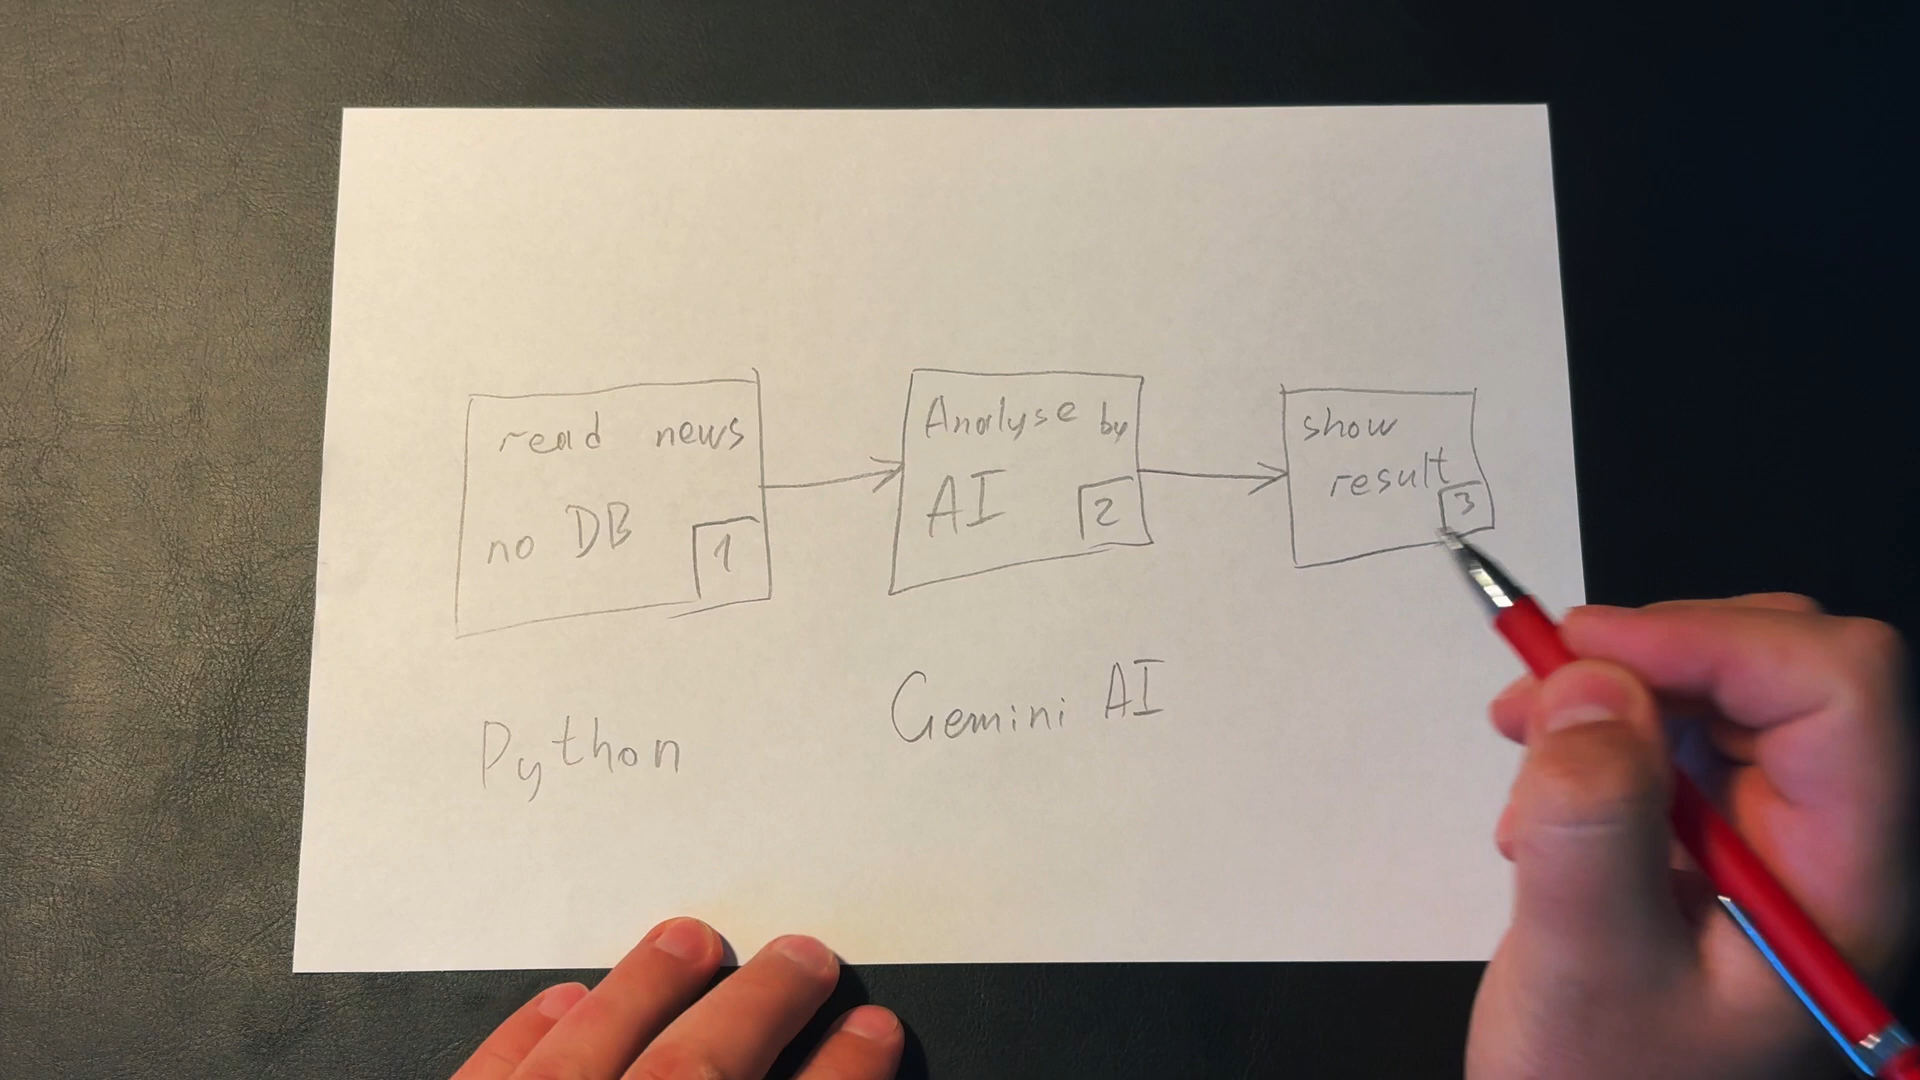 read news
no DB
1
Analyse by
AI
2
show
result
3
Python
Gemini AI